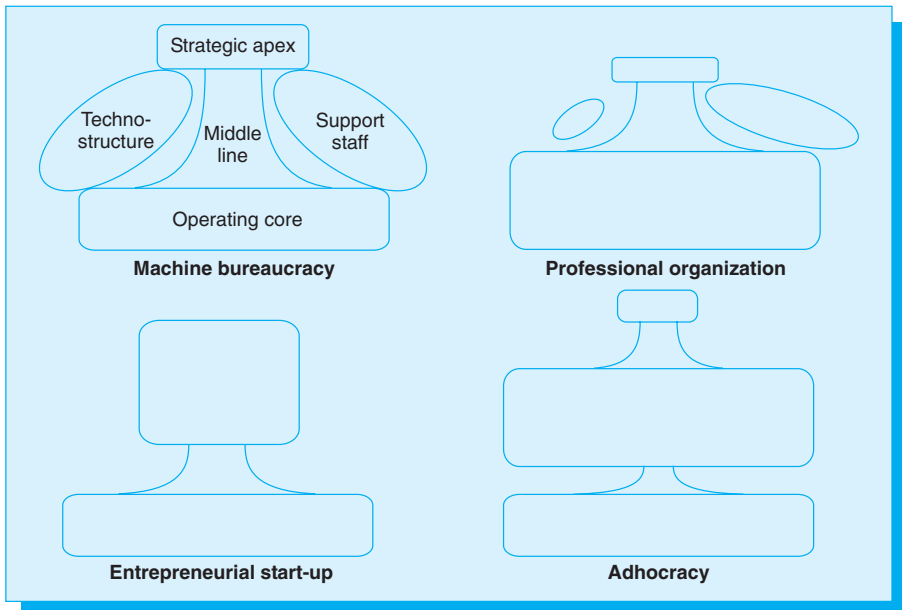 Strategic apex
Techno-
structure
Middle
line
Support
staff
Operating core
Machine bureaucracy
Professional organization
Entrepreneurial start-up
Adhocracy